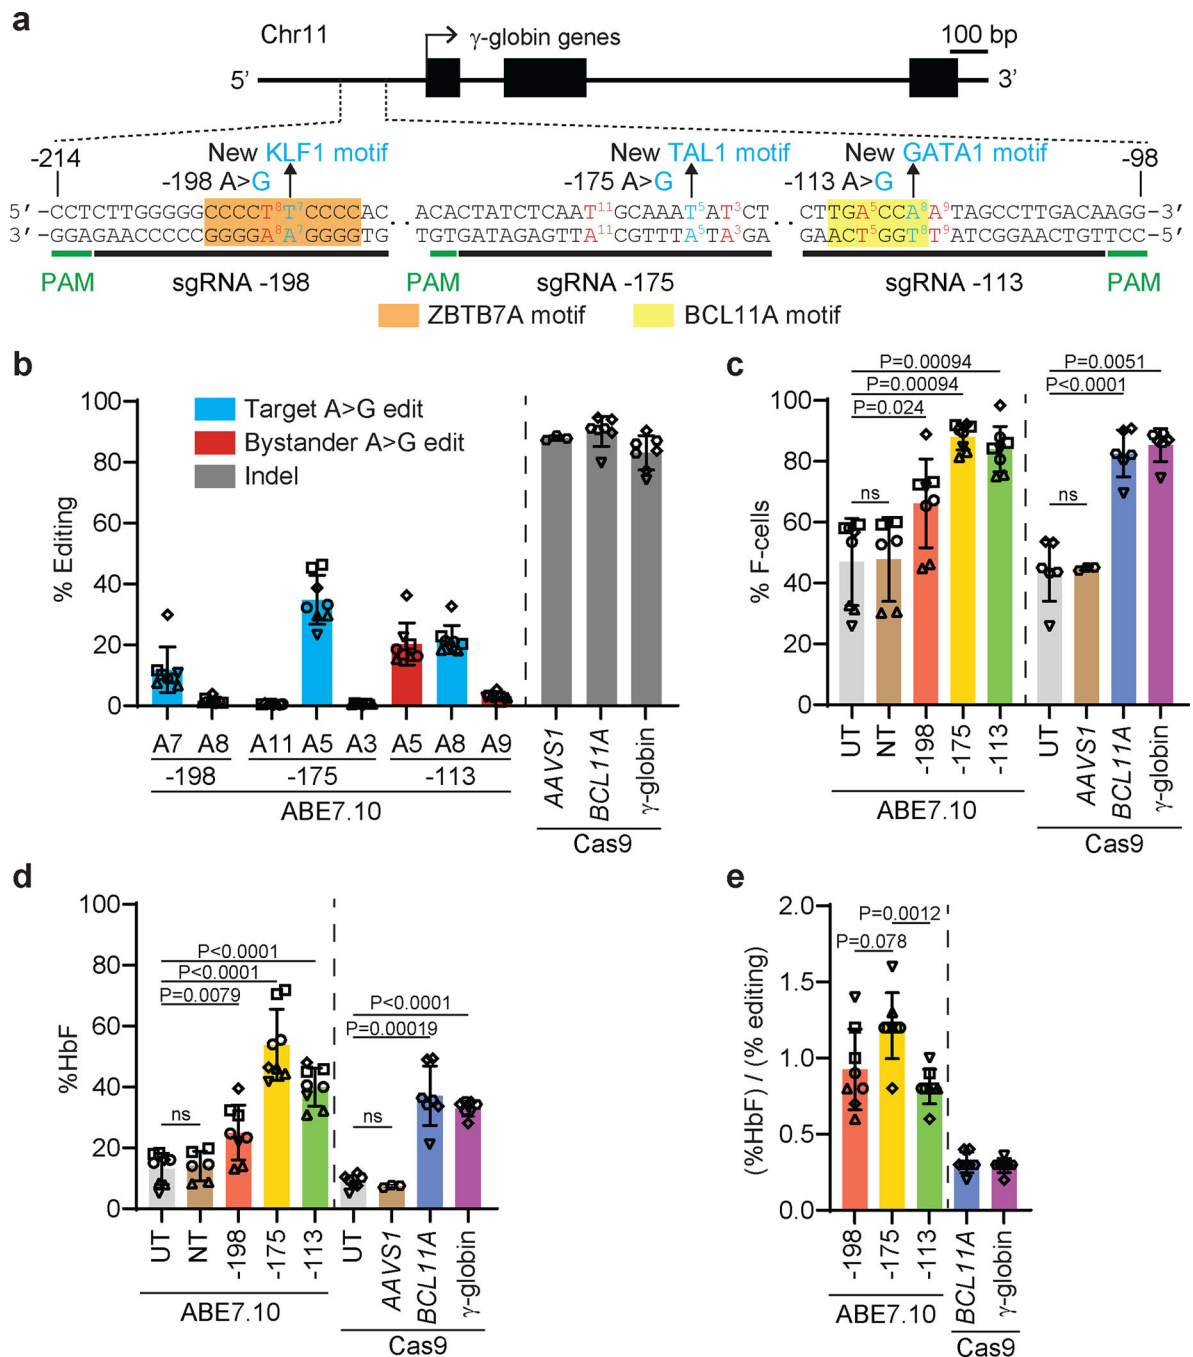 a
Chr11
γ-globin genes
100 bp
5’
3’
-214
New KLF1 motif
New TAL1 motif
New GATA1 motif
-98
-198 A>G
-175 A>G
-113 A>G
5’-CCTCTTGGGGGCCCCT⁸T⁷CCCCAC··ACACTATCTCAAT¹¹GCAAAT⁵AT³CT CTTGA⁵CCA⁸A⁹TAGCCTTGACAAGG-3’
3’-GGAGAACCCCCGGGGA⁸A⁷GGGGTG··TGTGATAGAGTTA¹¹CGTTTA⁵TA³GA GAACT⁵GGT⁸T⁹ATCGGAACTGTTCC-5’
PAM
sgRNA -198
PAM
sgRNA -175
sgRNA -113
PAM
ZBTB7A motif
BCL11A motif
b
% Editing
100
80
60
40
20
0
Target A>G edit
Bystander A>G edit
Indel
A7 A8 A11 A5 A3 A5 A8 A9
-198 -175 -113
ABE7.10
AAVS1
BCL11A
γ-globin
Cas9
c
% F-cells
100
80
60
40
20
0
P=0.00094
P=0.00094
P=0.024
ns
P=0.0051
P<0.0001
ns
UT
NT
-198
-175
-113
ABE7.10
UT
AAVS1
BCL11A
γ-globin
Cas9
d
%HbF
100
80
60
40
20
0
P<0.0001
P<0.0001
P=0.0079
ns
P<0.0001
P=0.00019
ns
UT
NT
-198
-175
-113
ABE7.10
UT
AAVS1
BCL11A
γ-globin
Cas9
e
(%HbF) / (% editing)
2.0
1.5
1.0
0.5
0.0
P=0.0012
P=0.078
-198
-175
-113
ABE7.10
BCL11A
γ-globin
Cas9